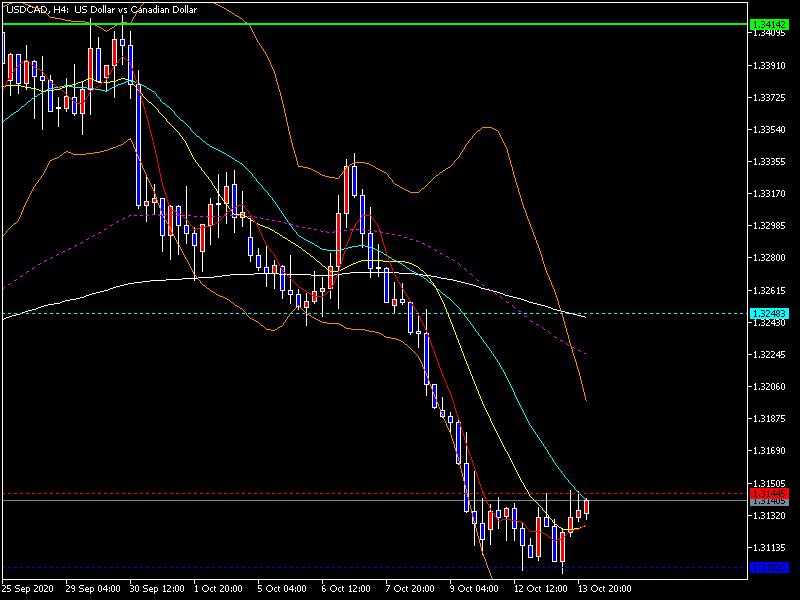 USDCAD, H4: US Dollar vs Canadian Dollar
1.34142
1.34095
1.33910
1.33725
1.33540
1.33355
1.33170
1.32985
1.32800
1.32615
1.32483
1.32430
1.32245
1.32060
1.31875
1.31690
1.31505
1.31445
1.31320
1.31135
1.31020
25 Sep 2020
29 Sep 04:00
30 Sep 12:00
1 Oct 20:00
5 Oct 04:00
6 Oct 12:00
7 Oct 20:00
9 Oct 04:00
12 Oct 12:00
13 Oct 20:00